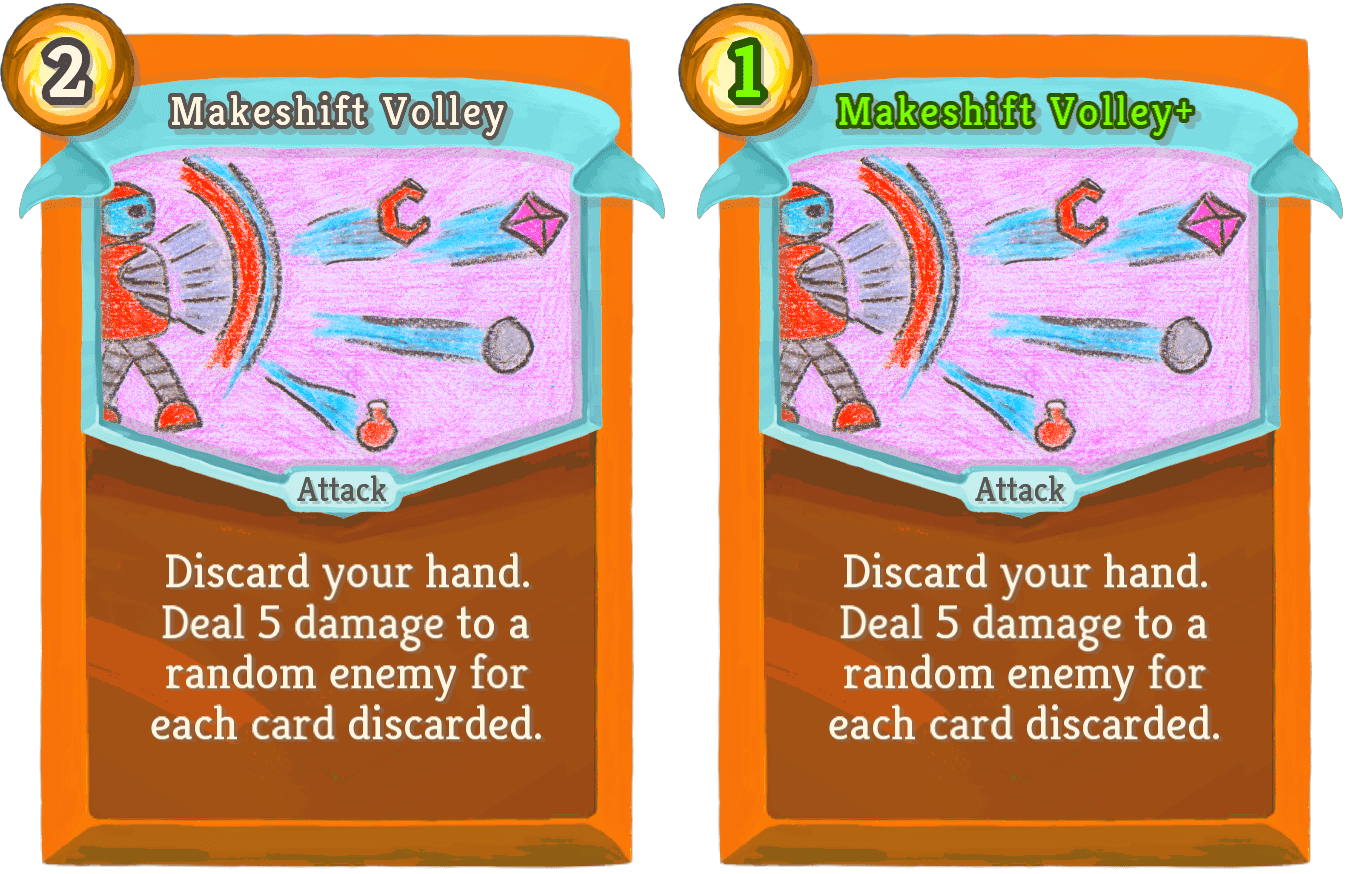 2
Makeshift Volley
Attack
Discard your hand.
Deal 5 damage to a
random enemy for
each card discarded.
1
Makeshift Volley+
Attack
Discard your hand.
Deal 5 damage to a
random enemy for
each card discarded.